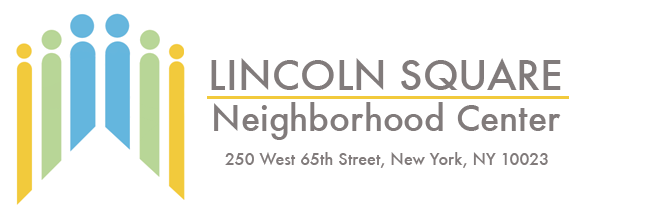 LINCOLN SQUARE
Neighborhood Center
250 West 65th Street, New York, NY 10023